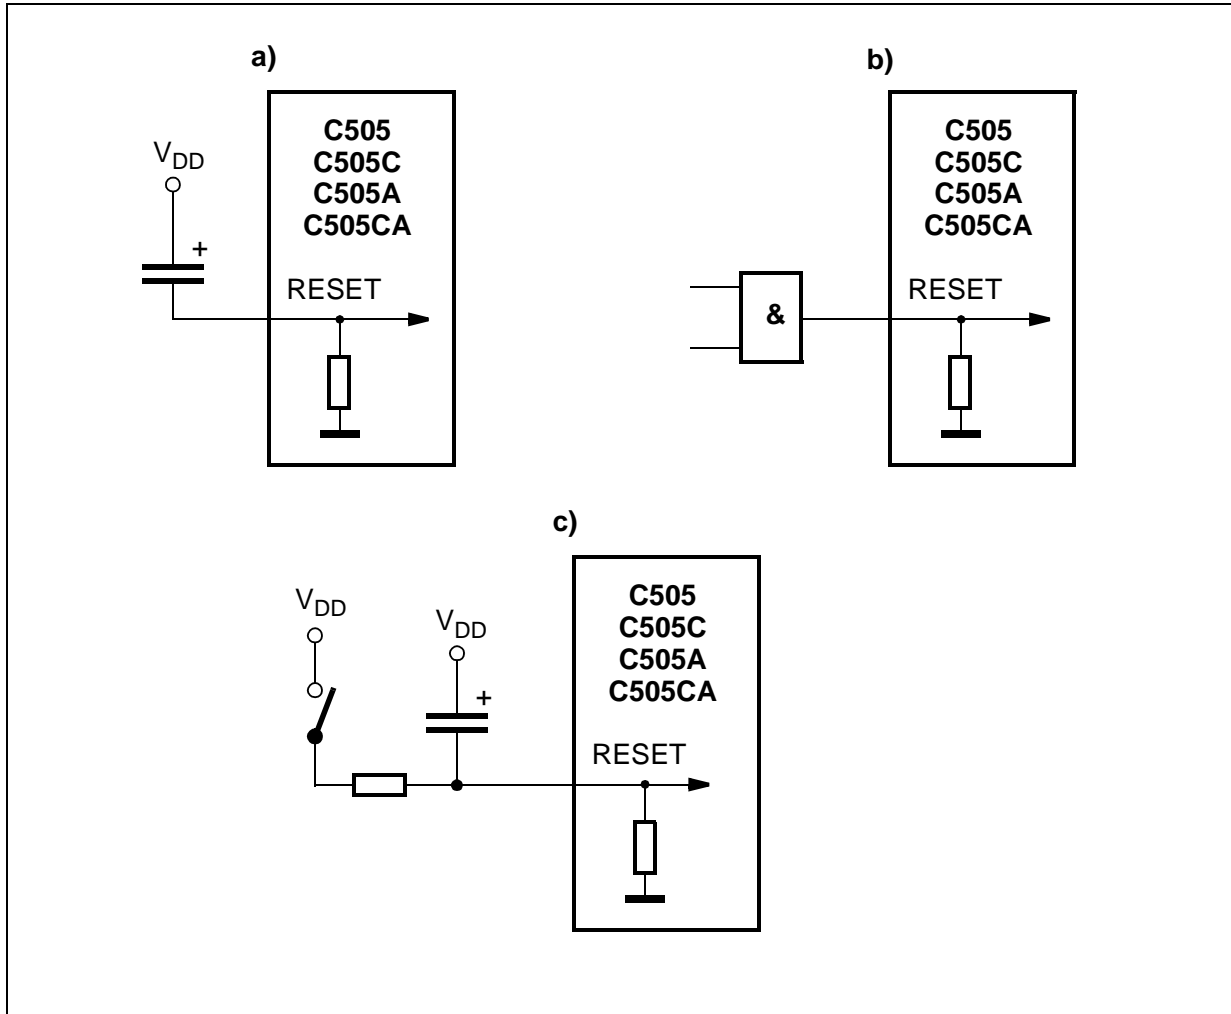 a)
C505
C505C
C505A
C505CA
VDD
+
RESET
b)
C505
C505C
C505A
C505CA
&
RESET
c)
C505
C505C
C505A
C505CA
VDD
VDD
+
RESET